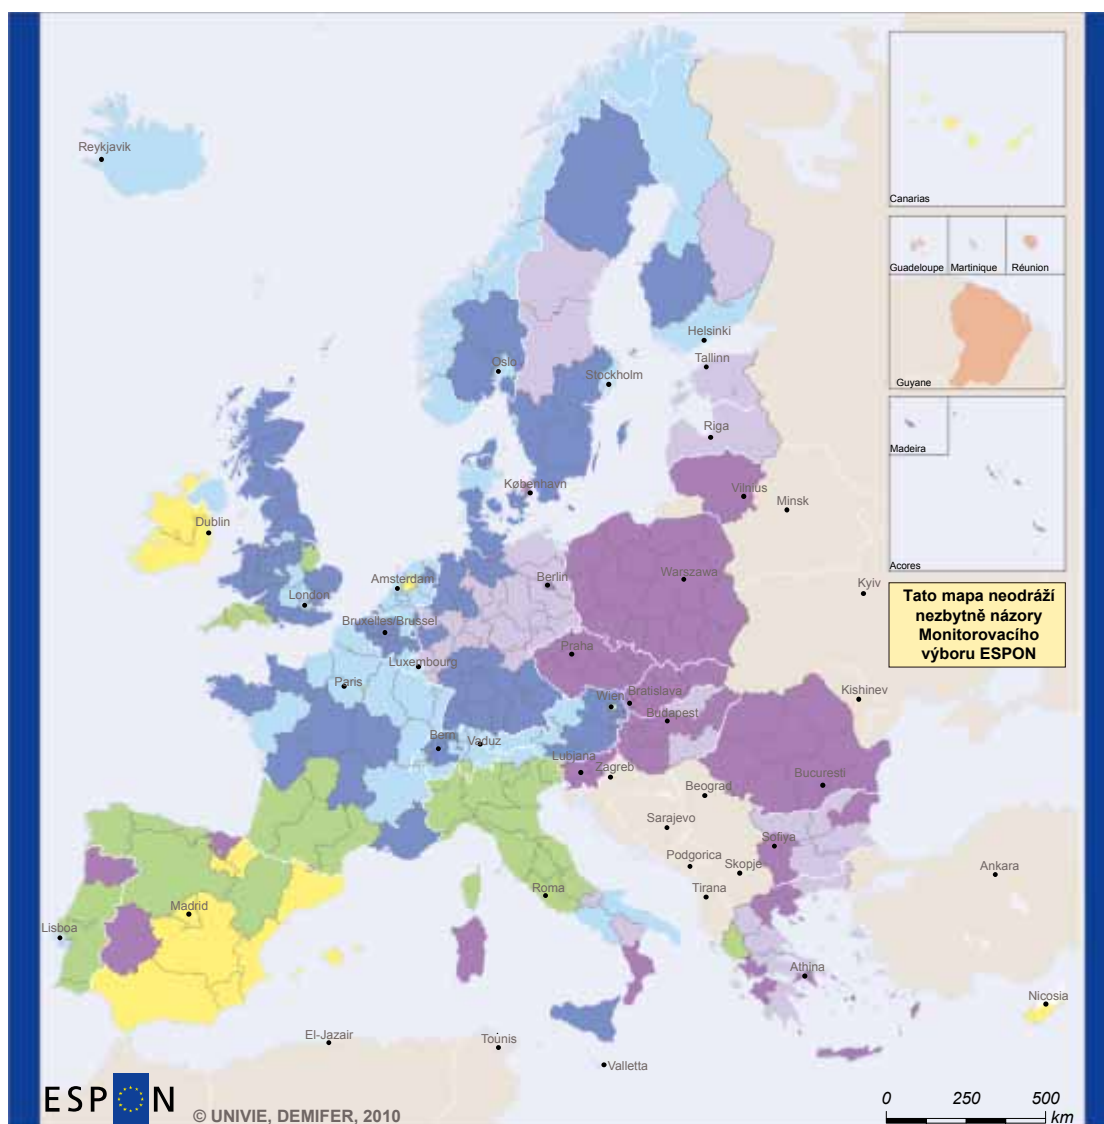 Reykjavik
Canarias
Guadeloupe
Martinique
Réunion
Guyane
Madeira
Acores
Helsinki
Tallinn
Oslo
Stockholm
Riga
København
Vilnius
Minsk
Dublin
Amsterdam
Berlin
Warszawa
Kyiv
London
Bruxelles/Brussel
Tato mapa neodráží
nezbytně názory
Monitorovacího
výboru ESPON
Praha
Luxembourg
Paris
Wien
Bratislava
Kishinev
Budapest
Bern
Vaduz
Lubjana
Zagreb
Bucuresti
Beograd
Sarajevo
Sofiya
Podgorica
Skopje
Ankara
Tirana
Roma
Madrid
Lisboa
Athina
Nicosia
El-Jazair
Tounis
Valletta
ESPON
© UNIVIE, DEMIFER, 2010
0 250 500
km